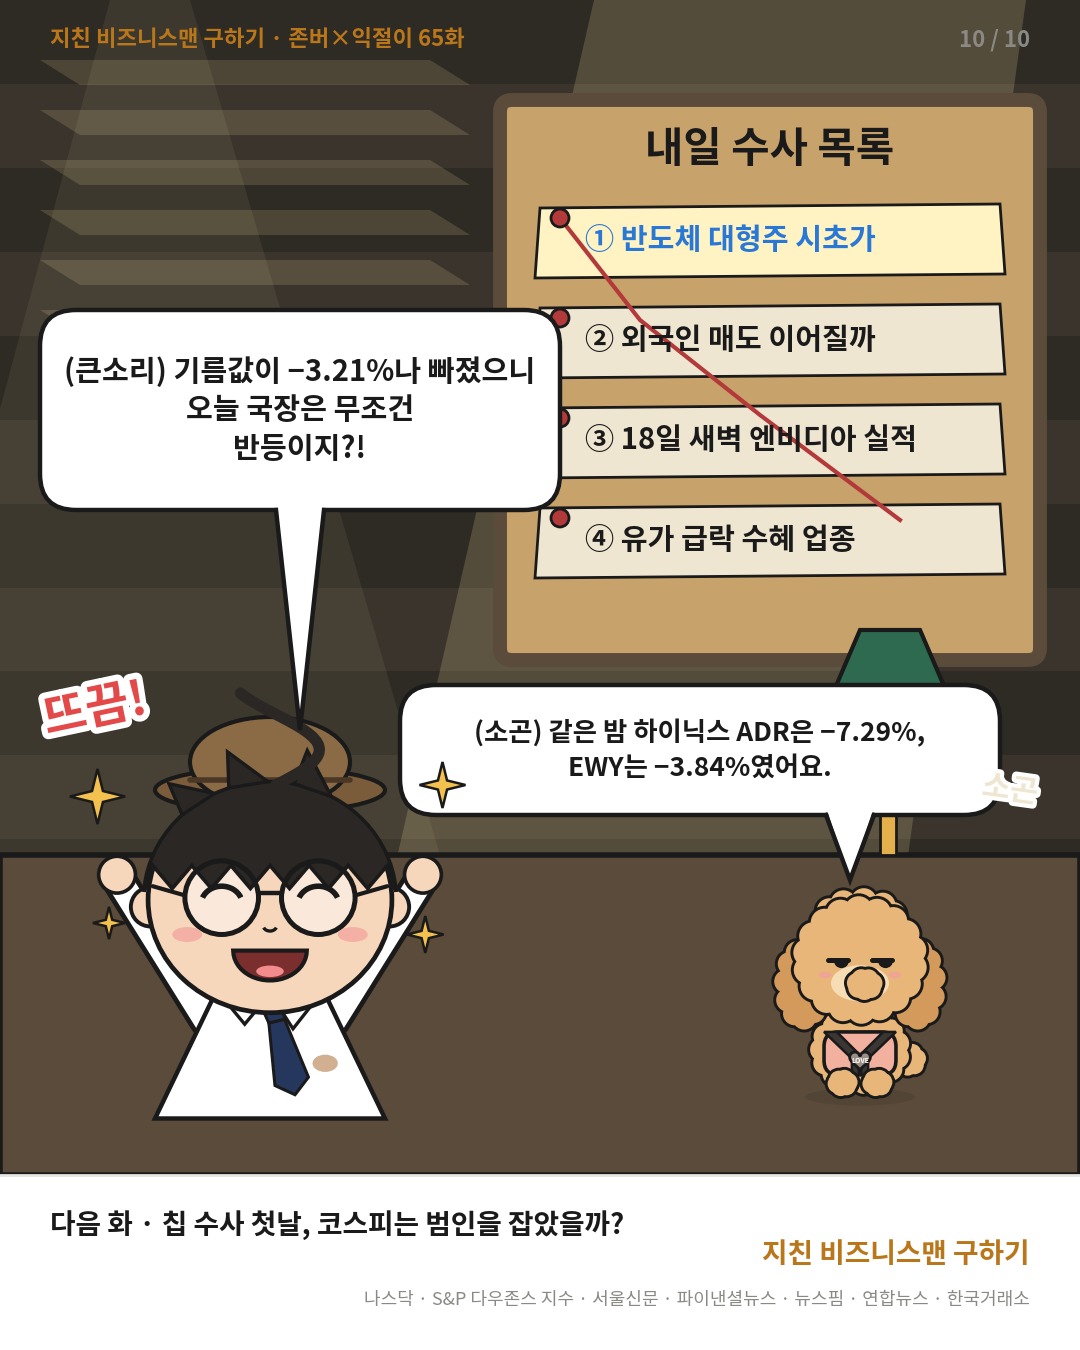 지친 비즈니스맨 구하기 · 존버×익절이 65화
10 / 10
내일 수사 목록
① 반도체 대형주 시초가
② 외국인 매도 이어질까
③ 18일 새벽 엔비디아 실적
④ 유가 급락 수혜 업종
(큰소리) 기름값이 −3.21%나 빠졌으니
오늘 국장은 무조건
반등이지?!
뜨끔!
(소곤) 같은 밤 하이닉스 ADR은 −7.29%,
EWY는 −3.84%였어요.
소곤
LOVE
다음 화 · 칩 수사 첫날, 코스피는 범인을 잡았을까?
지친 비즈니스맨 구하기
나스닥 · S&P 다우존스 지수 · 서울신문 · 파이낸셜뉴스 · 뉴스핌 · 연합뉴스 · 한국거래소